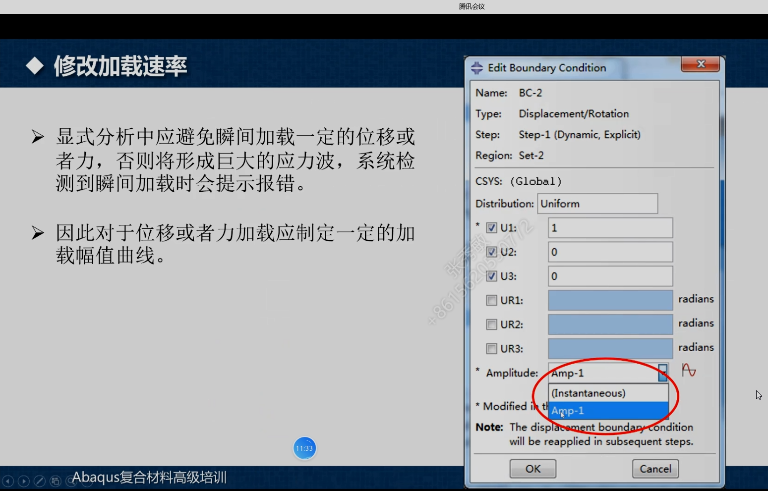 腾讯会议
◆ 修改加载速率
➢ 显式分析中应避免瞬间加载一定的位移或
者力，否则将形成巨大的应力波，系统检
测到瞬间加载时会提示报错。
➢ 因此对于位移或者力加载应制定一定的加
载幅值曲线。
Edit Boundary Condition
Name: BC-2
Type: Displacement/Rotation
Step: Step-1 (Dynamic, Explicit)
Region: Set-2
CSYS: (Global)
Distribution: Uniform
* U1: 1
U2: 0
U3: 0
UR1: radians
UR2: radians
UR3: radians
* Amplitude: Amp-1
(Instantaneous)
Amp-1
* Modified in t
Note: The displacement boundary condition
will be reapplied in subsequent steps.
OK Cancel
11:33
Abaqus复合材料高级培训